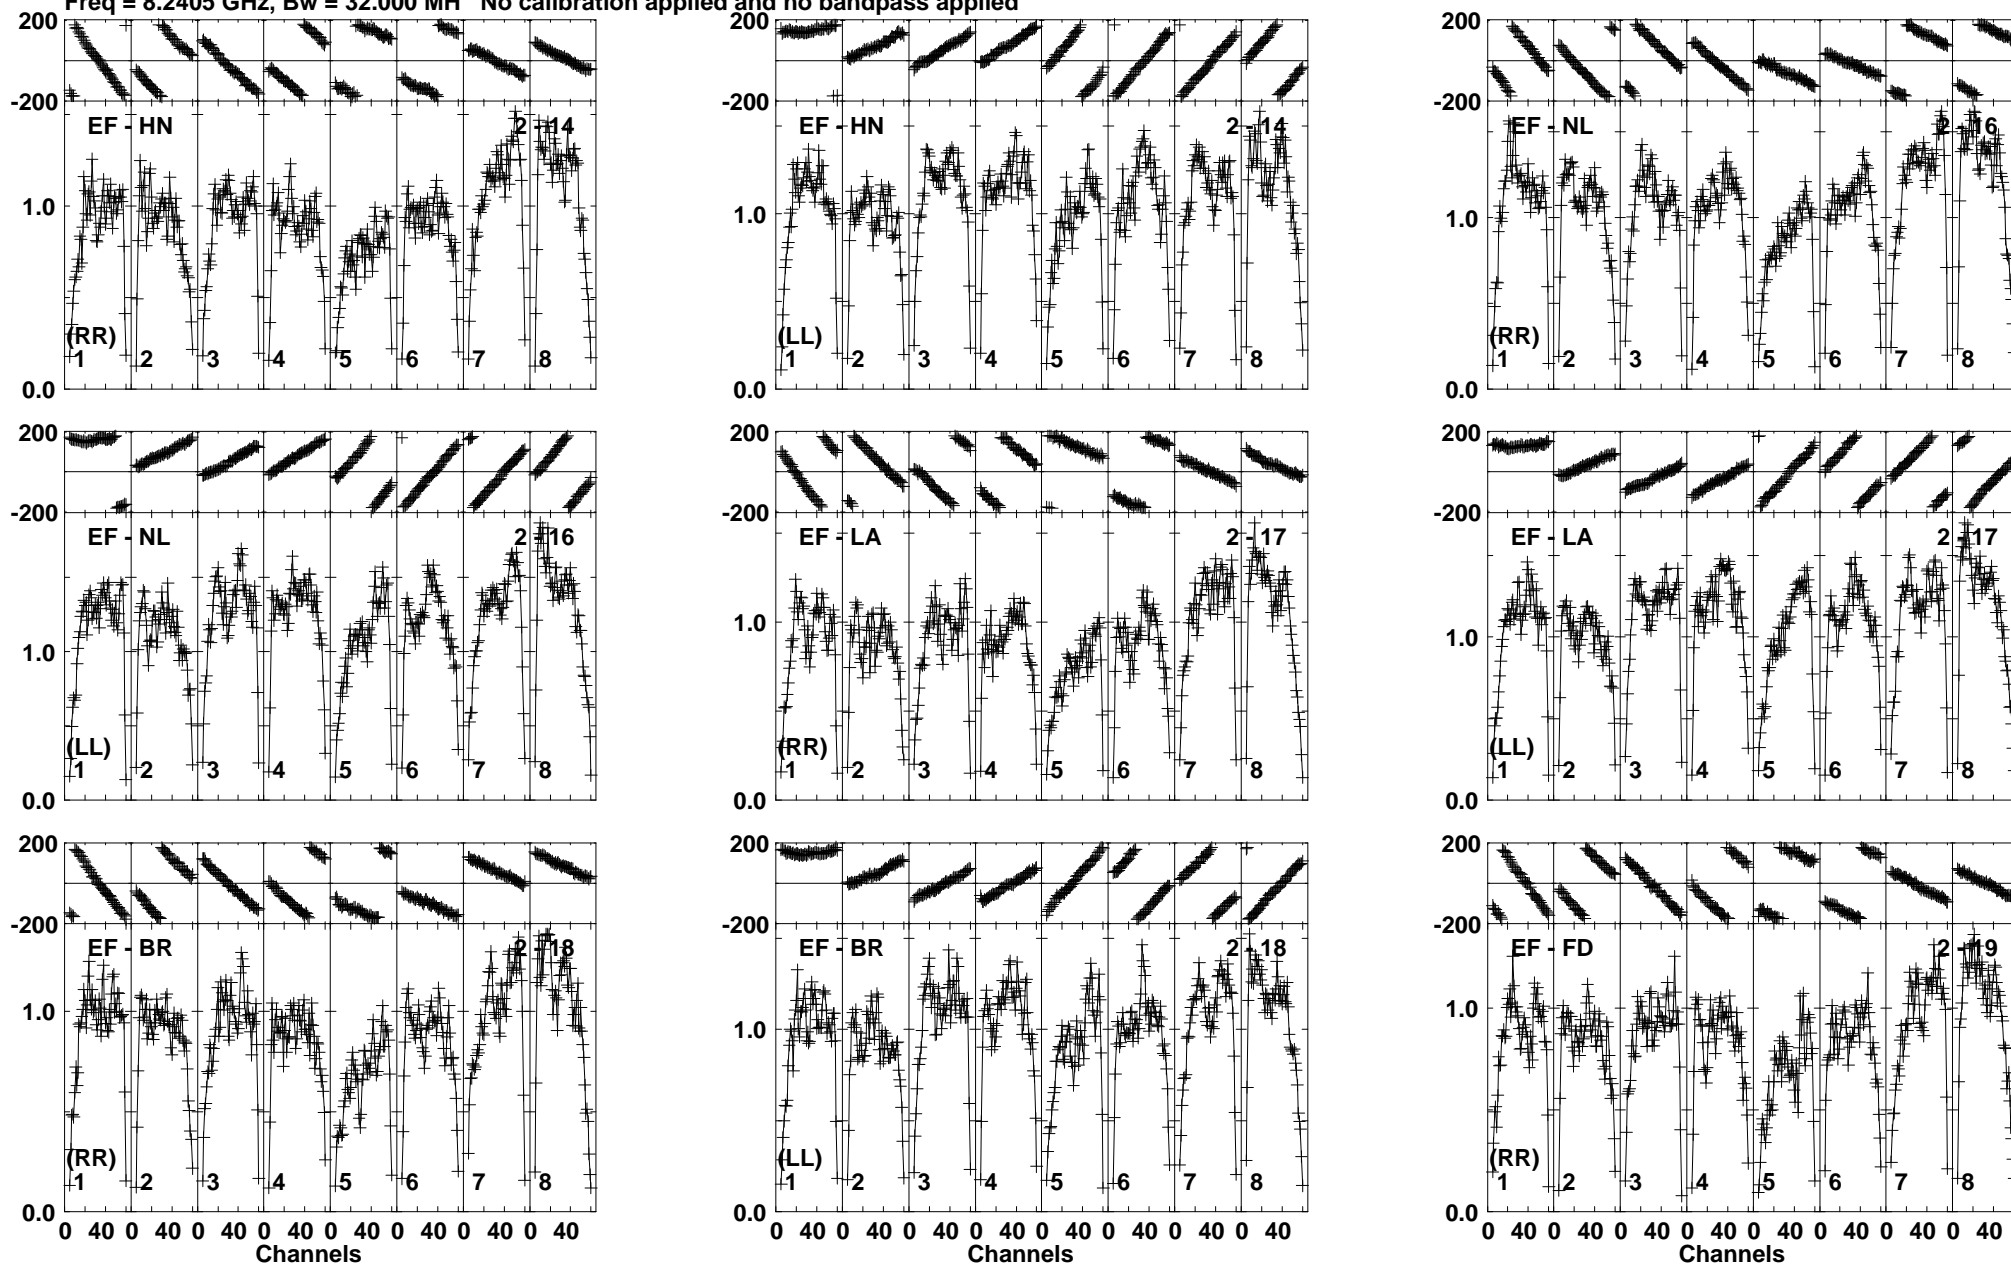 Freq = 8.2405 GHz, Bw = 32.000 MH No calibration applied and no bandpass applied
200 200 200
-200 -200 -200
EF - HN 2 - 14 EF - HN 2 - 14 EF - NL 2 - 16
1.0 1.0 1.0
(RR) (LL) (RR)
1 2 3 4 5 6 7 8 1 2 3 4 5 6 7 8 1 2 3 4 5 6 7 8
0.0 0.0 0.0
200 200 200
-200 -200 -200
EF - NL 2 - 16 EF - LA 2 - 17 EF - LA 2 - 17
1.0 1.0 1.0
(LL) (RR) (LL)
1 2 3 4 5 6 7 8 1 2 3 4 5 6 7 8 1 2 3 4 5 6 7 8
0.0 0.0 0.0
200 200 200
-200 -200 -200
EF - BR 2 - 18 EF - BR 2 - 18 EF - FD 2 - 19
1.0 1.0 1.0
(RR) (LL) (RR)
1 2 3 4 5 6 7 8 1 2 3 4 5 6 7 8 1 2 3 4 5 6 7 8
0.0 0.0 0.0
0 40 0 40 0 40 0 40 0 40 0 40 0 40 0 40 0 40 0 40 0 40 0 40 0 40 0 40 0 40 0 40 0 40 0 40 0 40 0 40 0 40 0 40 0 40 0 40
Channels Channels Channels